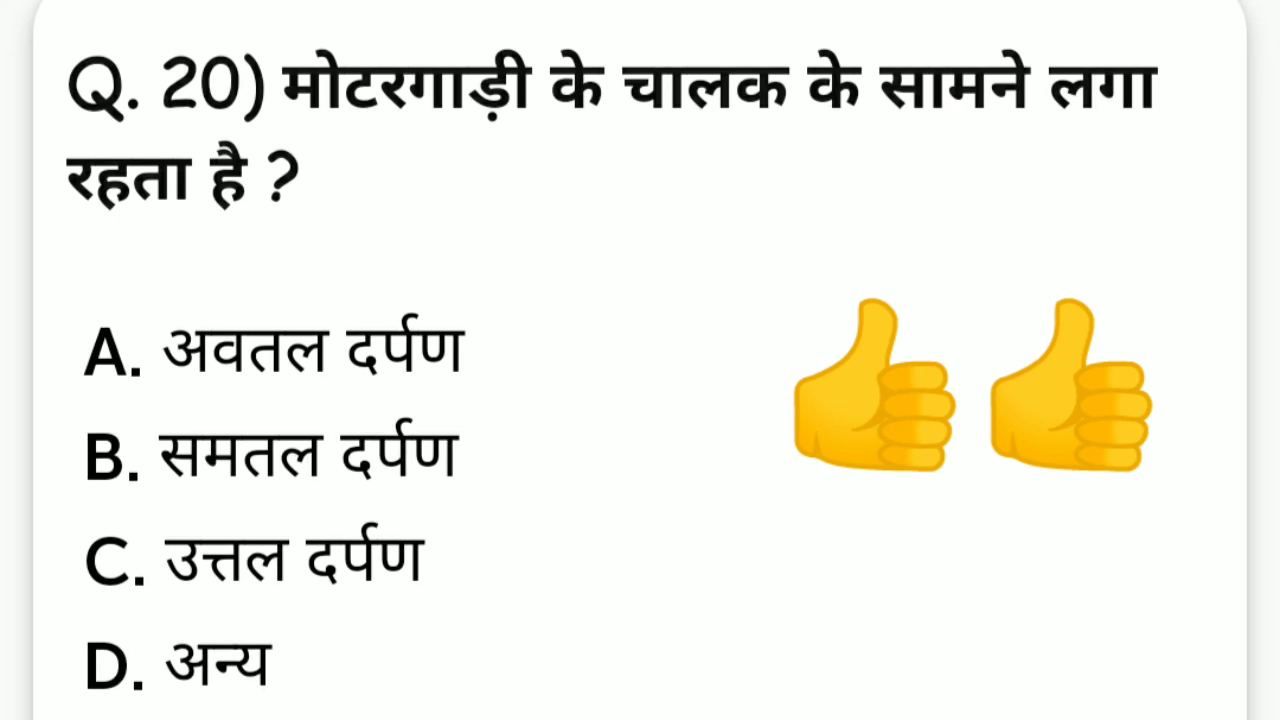 Q. 20) मोटरगाड़ी के चालक के सामने लगा
रहता है ?
A. अवतल दर्पण
B. समतल दर्पण
C. उत्तल दर्पण
D. अन्य